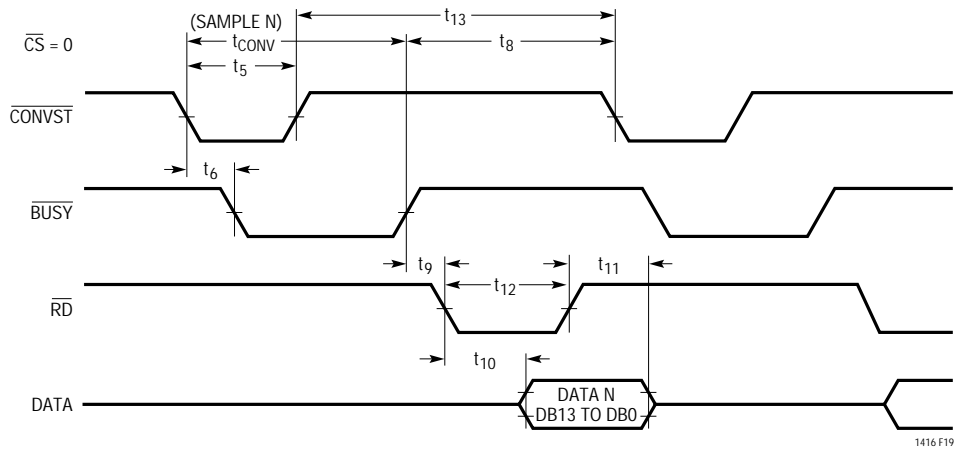 t13
(SAMPLE N)
CS = 0
tCONV
t8
t5
CONVST
t6
BUSY
t9
t11
t12
RD
t10
DATA
DATA N
DB13 TO DB0
1416 F19